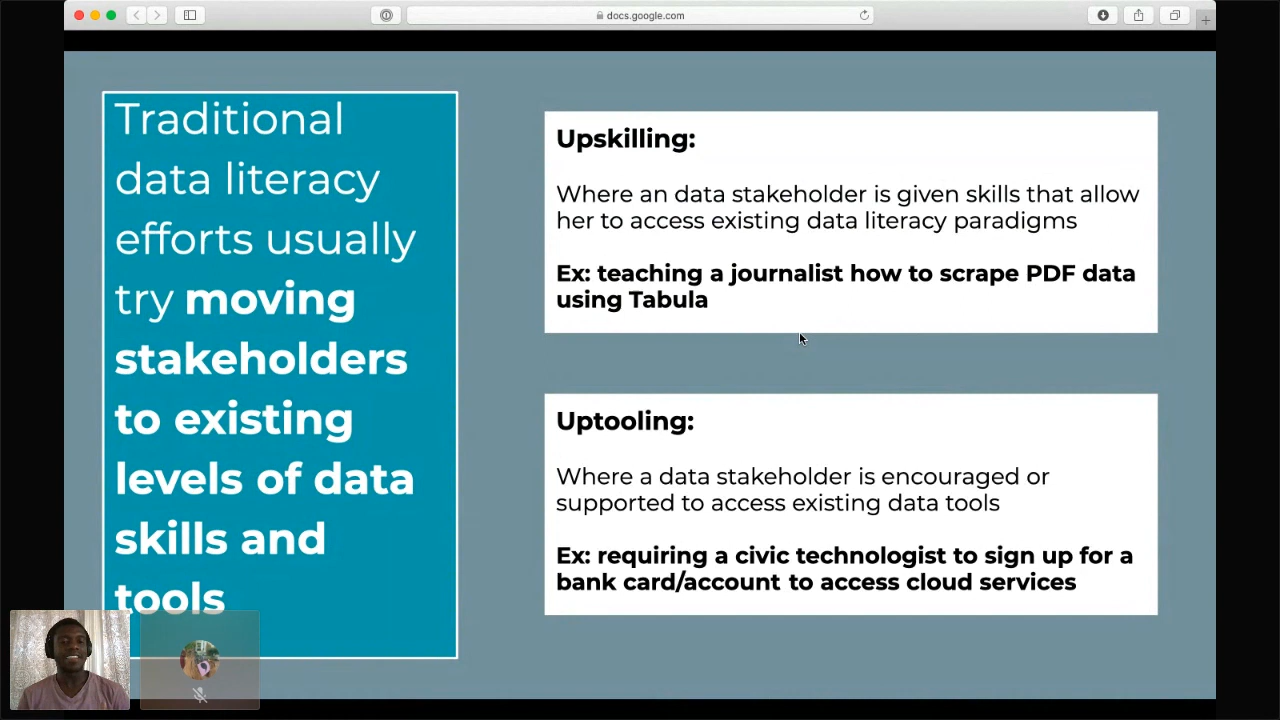 docs.google.com
Traditional
data literacy
efforts usually
try moving
stakeholders
to existing
levels of data
skills and
tools
Upskilling:
Where an data stakeholder is given skills that allow
her to access existing data literacy paradigms
Ex: teaching a journalist how to scrape PDF data
using Tabula
Uptooling:
Where a data stakeholder is encouraged or
supported to access existing data tools
Ex: requiring a civic technologist to sign up for a
bank card/account to access cloud services